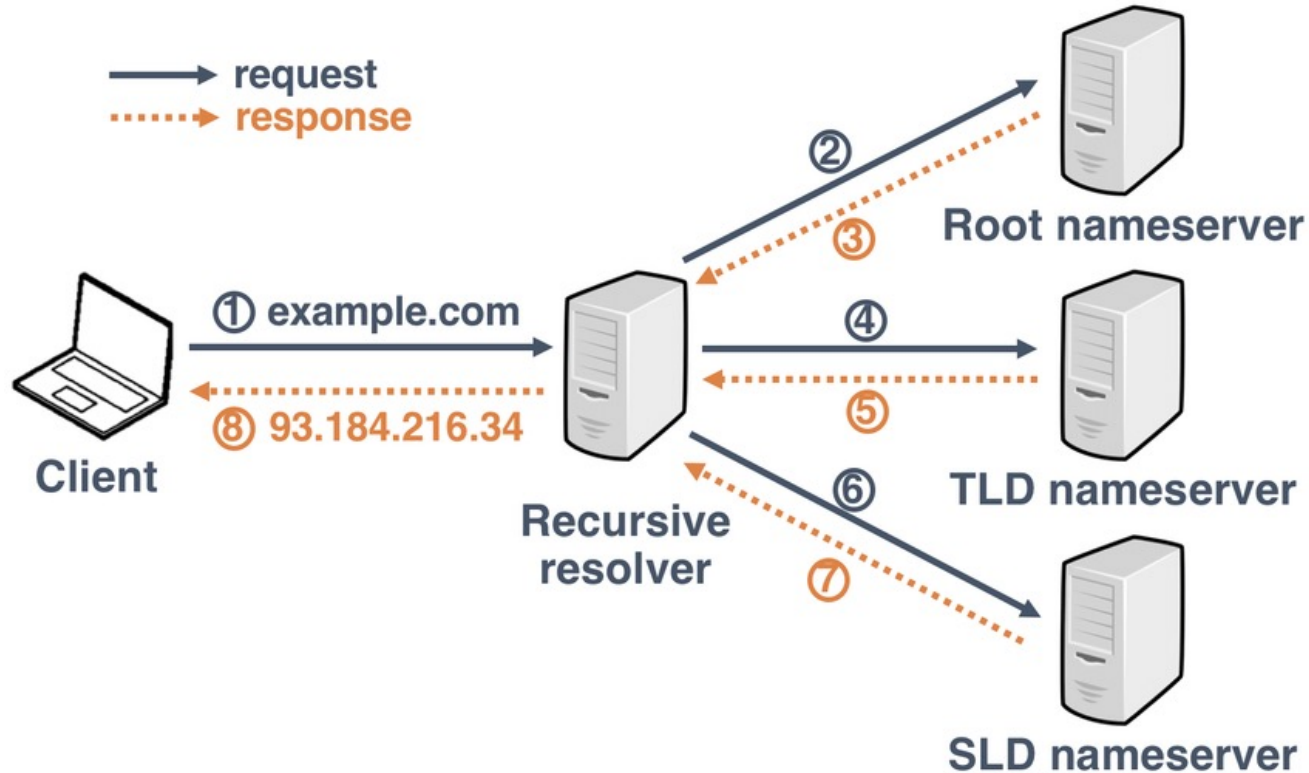 request
response
② 
Root nameserver
③
① example.com
④
⑧ 93.184.216.34
⑤
Client
⑥
TLD nameserver
Recursive
resolver
⑦
SLD nameserver